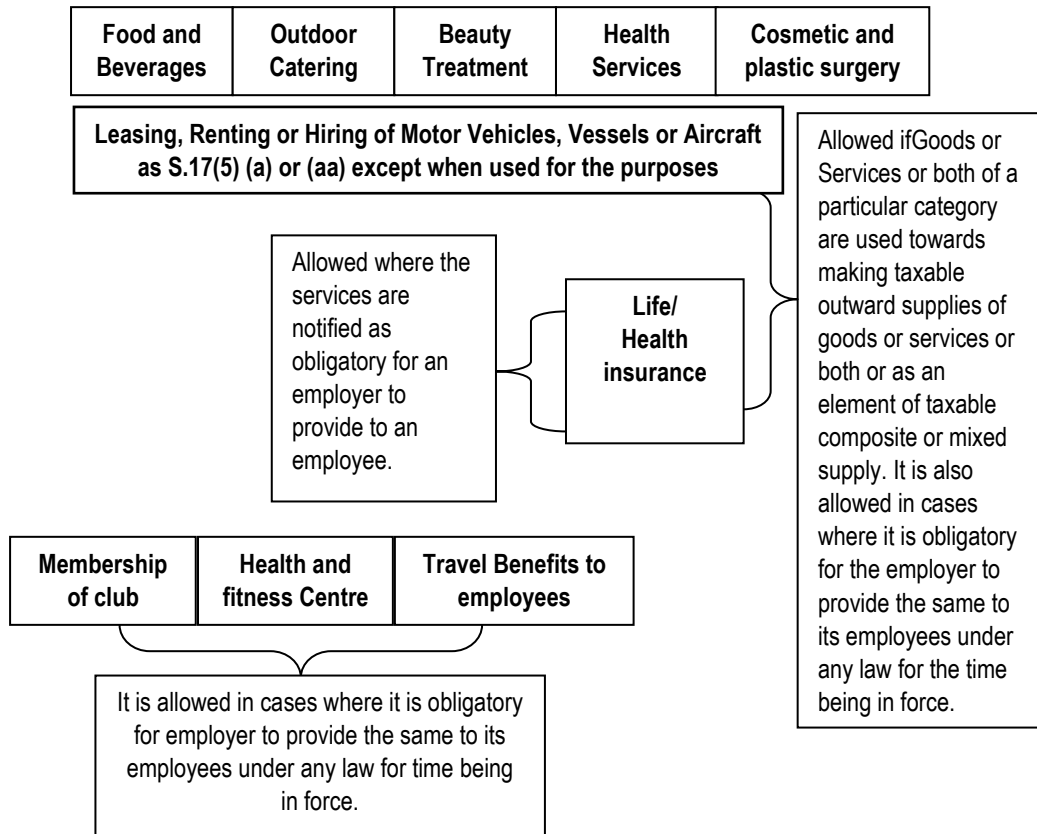 Food and
Beverages
Outdoor
Catering
Beauty
Treatment
Health
Services
Cosmetic and
plastic surgery
Leasing, Renting or Hiring of Motor Vehicles, Vessels or Aircraft
as S.17(5) (a) or (aa) except when used for the purposes
Allowed ifGoods or
Services or both of a
particular category
are used towards
making taxable
outward supplies of
goods or services or
both or as an
element of taxable
composite or mixed
supply. It is also
allowed in cases
where it is obligatory
for the employer to
provide the same to
its employees under
any law for the time
being in force.
Allowed where the
services are
notified as
obligatory for an
employer to
provide to an
employee.
Life/
Health
insurance
Membership
of club
Health and
fitness Centre
Travel Benefits to
employees
It is allowed in cases where it is obligatory
for employer to provide the same to its
employees under any law for time being
in force.